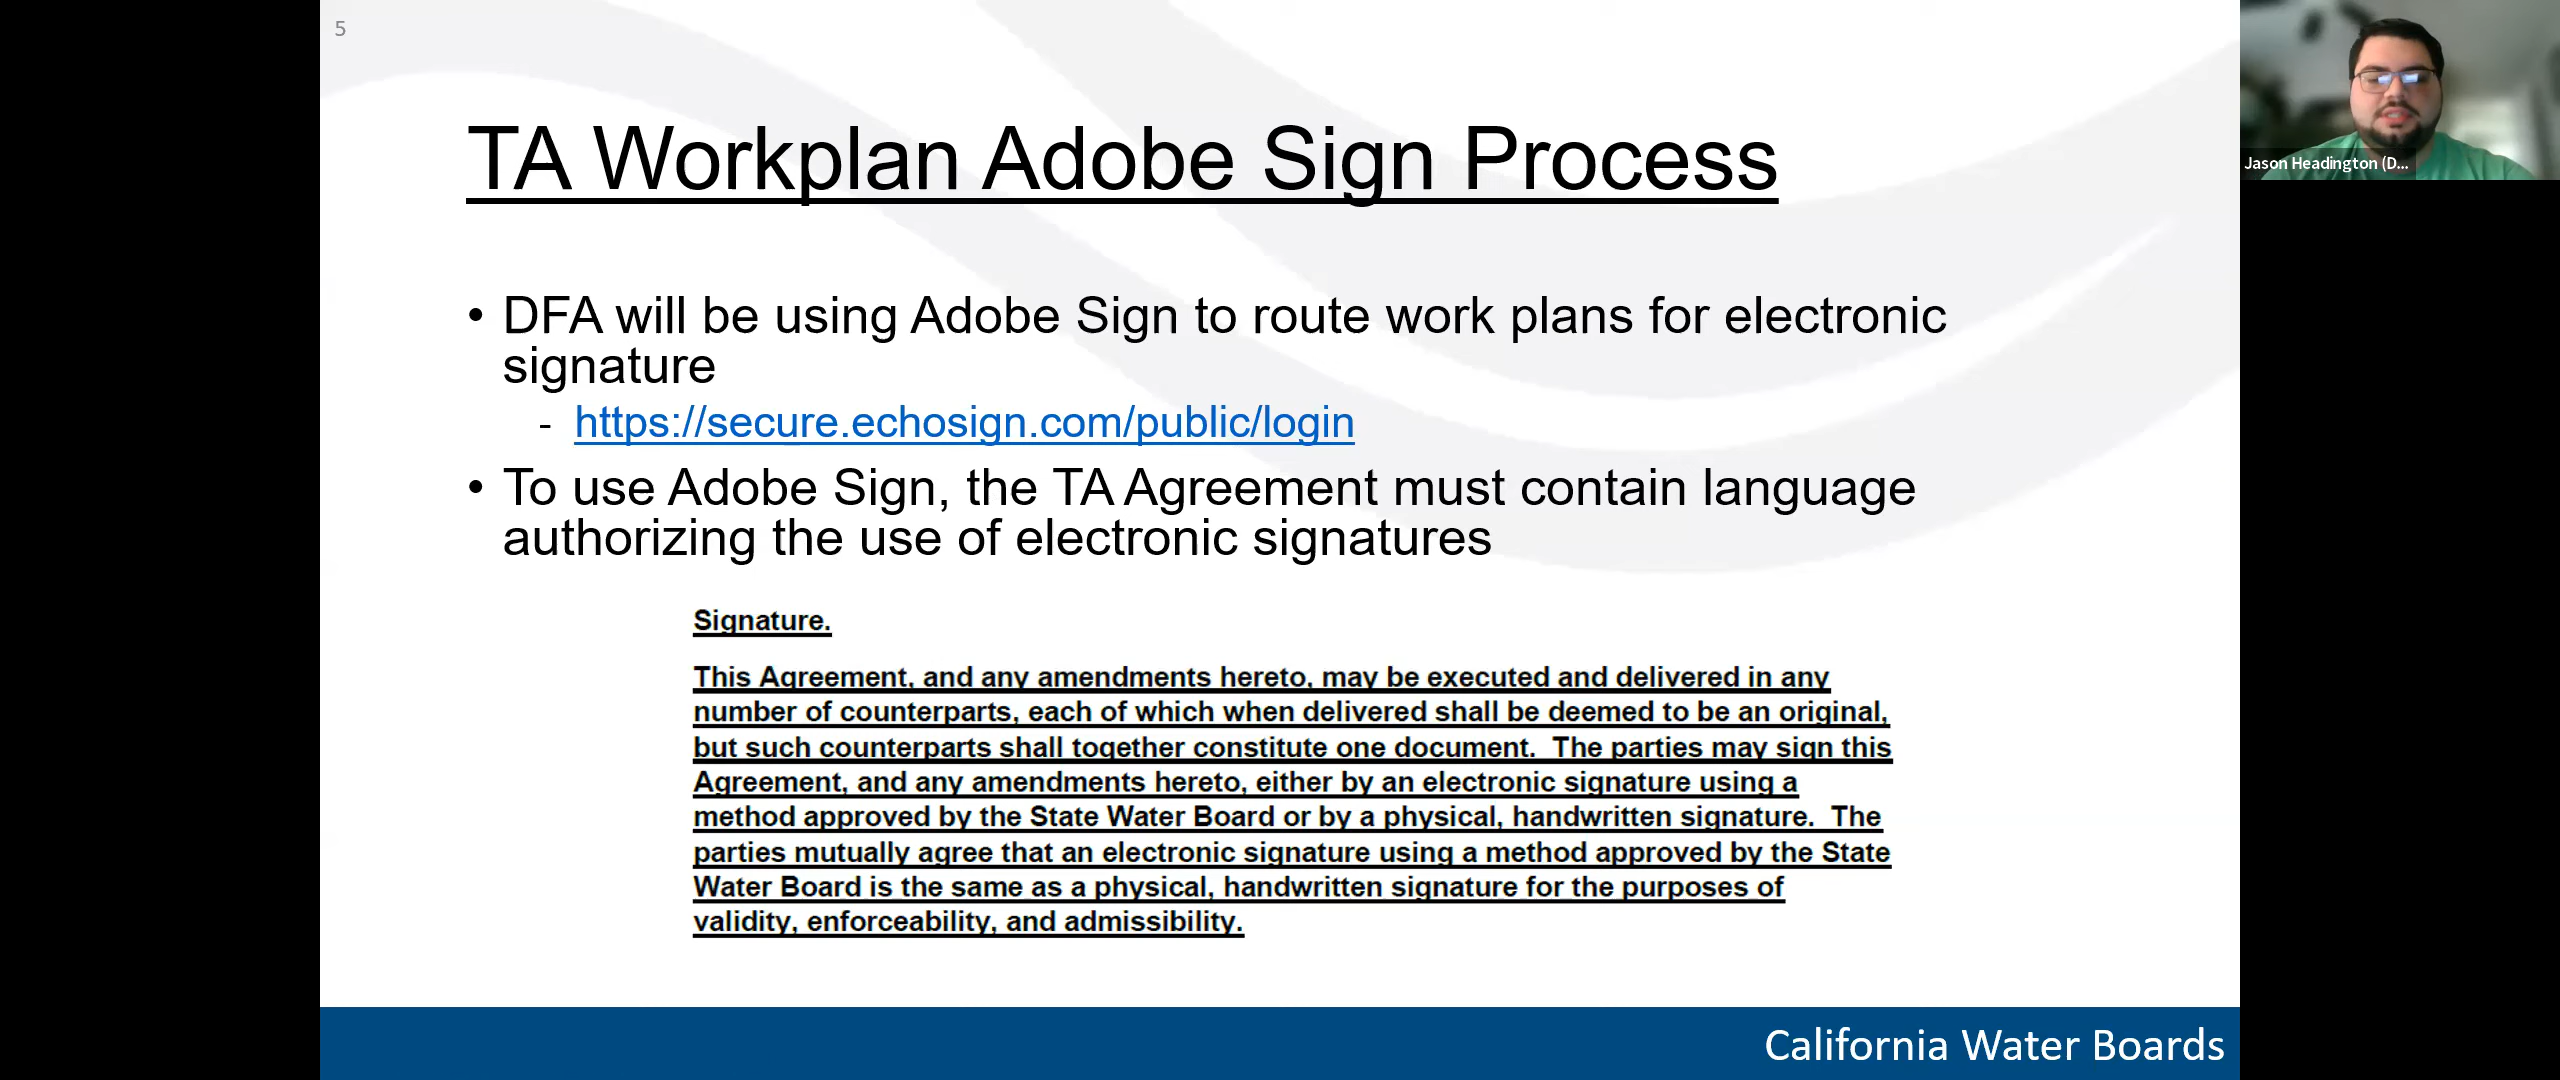 5
TA Workplan Adobe Sign Process
• DFA will be using Adobe Sign to route work plans for electronic
signature
- https://secure.echosign.com/public/login
• To use Adobe Sign, the TA Agreement must contain language
authorizing the use of electronic signatures
Signature.
This Agreement, and any amendments hereto, may be executed and delivered in any
number of counterparts, each of which when delivered shall be deemed to be an original,
but such counterparts shall together constitute one document.  The parties may sign this
Agreement, and any amendments hereto, either by an electronic signature using a
method approved by the State Water Board or by a physical, handwritten signature.  The
parties mutually agree that an electronic signature using a method approved by the State
Water Board is the same as a physical, handwritten signature for the purposes of
validity, enforceability, and admissibility.
California Water Boards
Jason Headington (D...